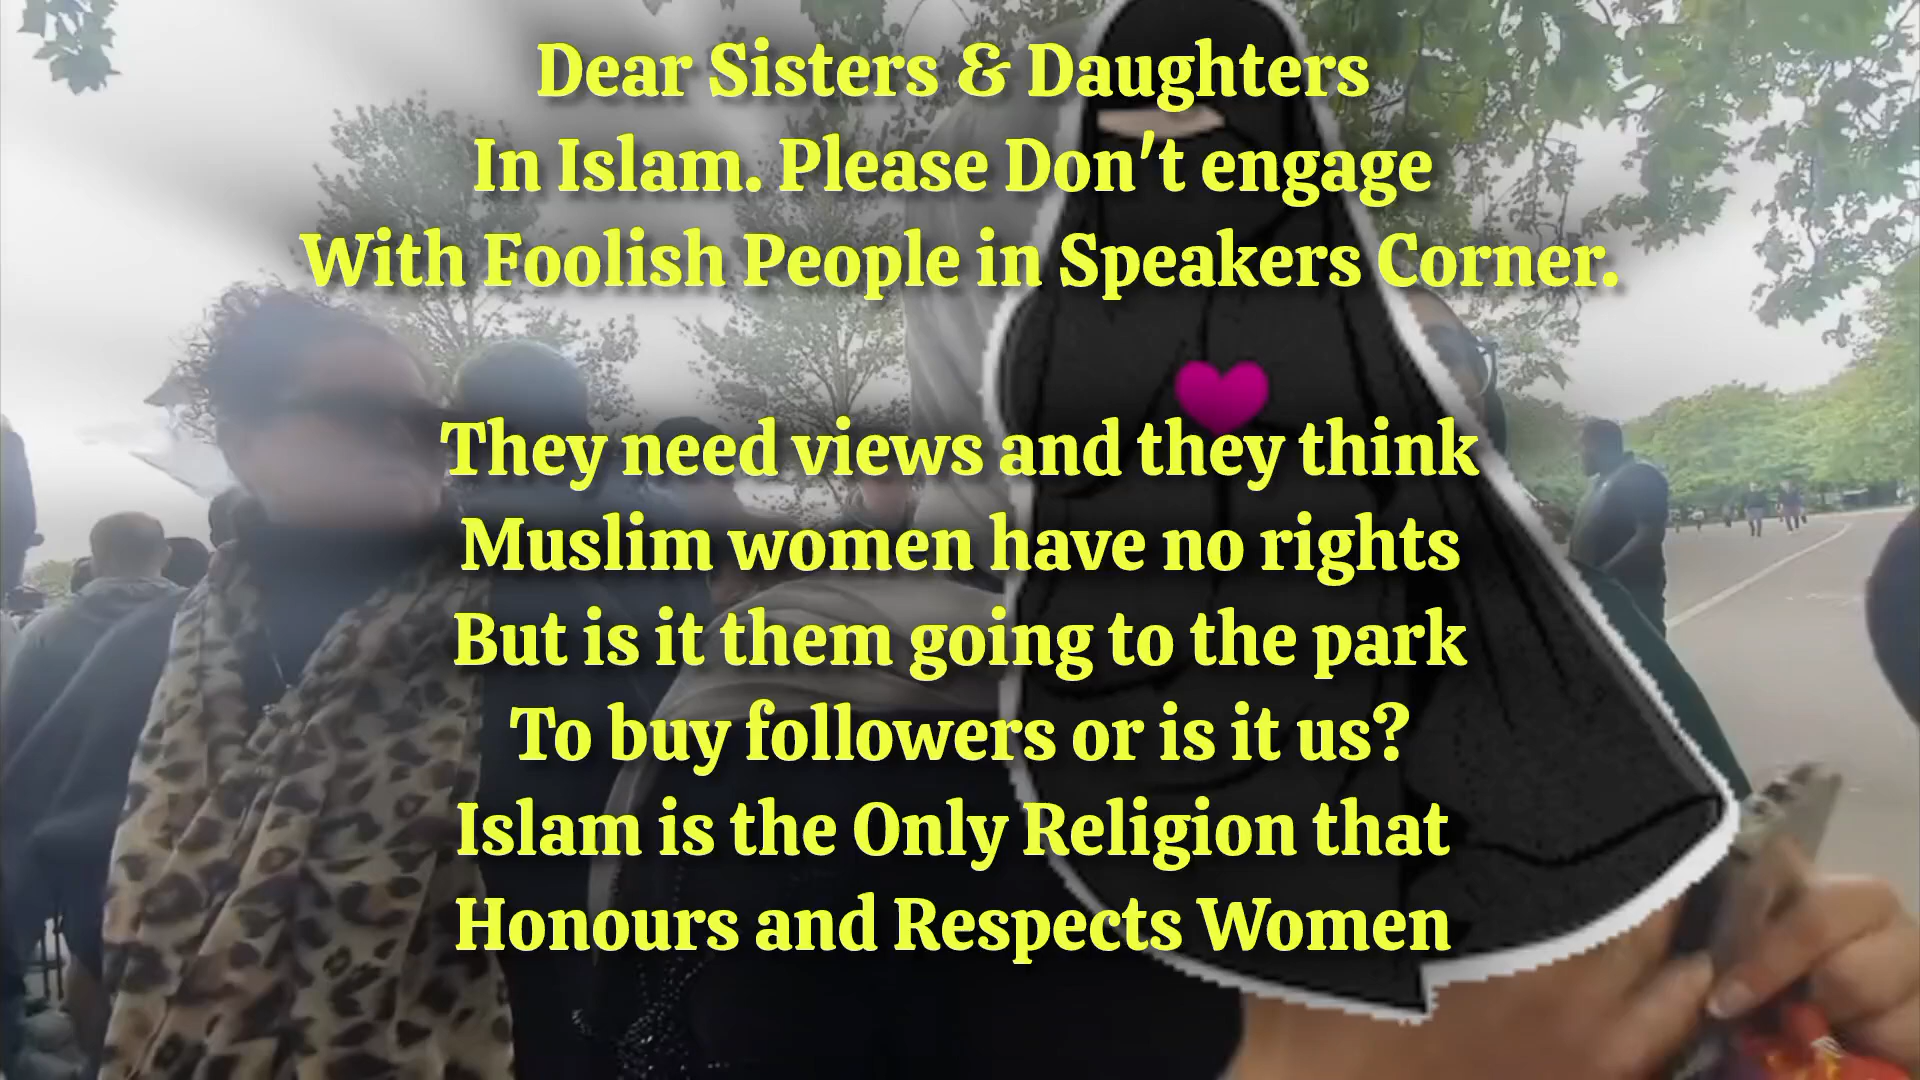 Dear Sisters & Daughters
In Islam. Please Don't engage
With Foolish People in Speakers Corner.
They need views and they think
Muslim women have no rights
But is it them going to the park
To buy followers or is it us?
Islam is the Only Religion that
Honours and Respects Women